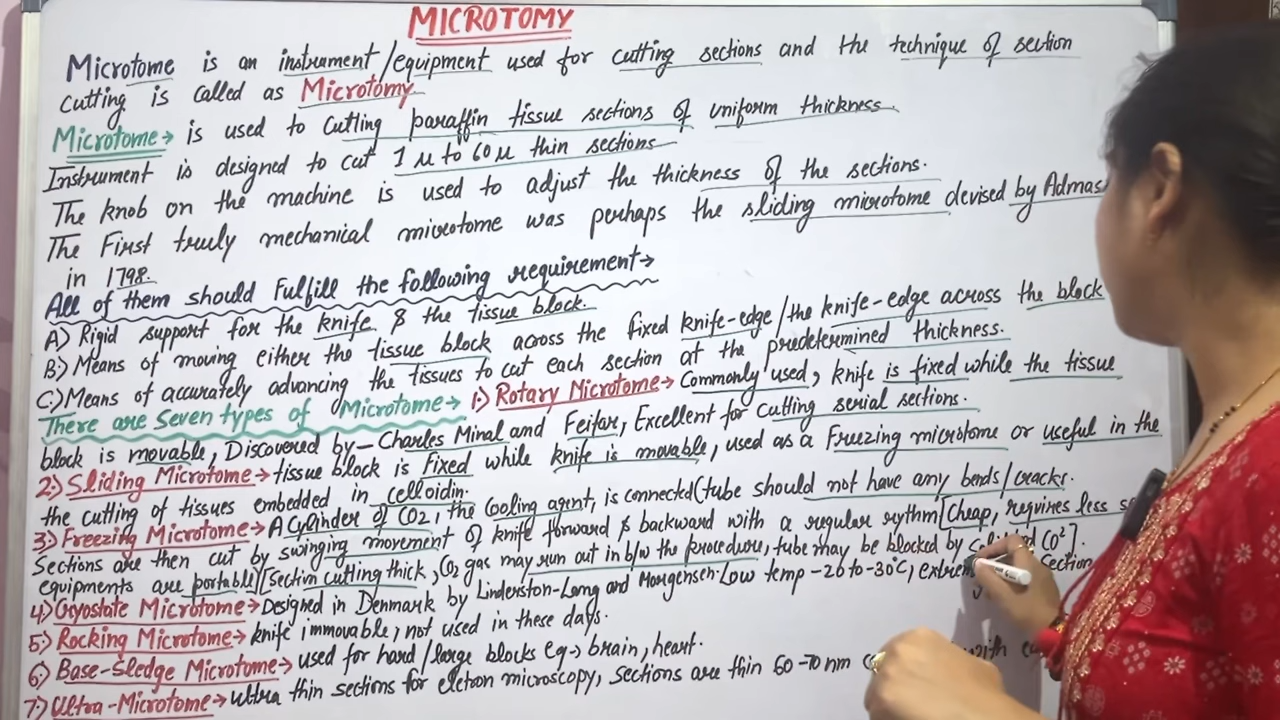 MICROTOMY
Microtome is an instrument/equipment used for cutting sections and the technique of section
cutting is called as Microtomy
Microtome→ is used to Cutting paraffin tissue sections of uniform thickness.
Instrument is designed to cut 1 µ to 60 µ thin sections
The knob on the machine is used to adjust the thickness of the sections.
The First truly mechanical microtome was perhaps the sliding microtome devised by Admas
in 1798.
All of them should Fulfill the following requirement→
A) Rigid support for the knife & the tissue block.
B) Means of moving either the tissue block across the fixed knife-edge/the knife-edge across the block
C) Means of accurately advancing the tissues to cut each section at the predetermined thickness.
There are Seven types of Microtome→ 1) Rotary Microtome→ Commonly used, knife is fixed while the tissue
block is movable, Discovered by- Charles Minal and Feifar, Excellent for cutting serial sections.
2) Sliding Microtome→ tissue block is fixed while knife is movable, used as a Freezing microtome or useful in the
the cutting of tissues embedded in celloidin.
3) Freezing Microtome→ A Cylinder of CO2, the Cooling agent, is connected (tube should not have any bends/cracks.
Sections are then cut by swinging movement of knife forward & backward with a regular rythm [Cheap, requires less
equipments are portable] [Section cutting thick, CO2 gas may run out in b/w the procedure, tube may be blocked by CO2].
4) Cryostate Microtome→ Designed in Denmark by Linderston-Lang and Morgensen-Low temp -20 to -30°C,
5) Rocking Microtome→ knife immovable, not used in these days.
6) Base-Sledge Microtome→ used for hard/large blocks eg→ brain, heart.
7) Ultra-Microtome→ ultra thin sections for eletron microscopy, sections are thin 60-70 nm